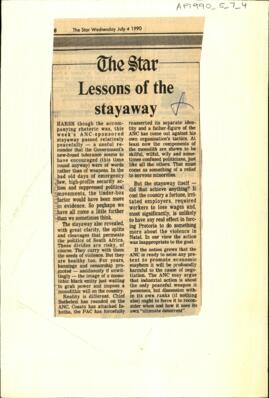 AP1990_5_7_4
8 The Star Wednesday July 4 1990
The Star
Lessons of the
stayaway
HARSH though the accom-
panying rhetoric was, this
week's ANC-sponsored
stayaway passed relatively
peacefully — a useful re-
minder that the Government's
new-found tolerance seems to
have encouraged (this time
round anyway) wars of words
rather than of weapons. In the
bad old days of emergency
law, high-profile security ac-
tion and suppressed political
movements, the tinder-box
factor would have been more
in evidence. So perhaps we
have all come a little further
than we sometimes think.
The stayaway also revealed,
with great clarity, the splits
and cleavages that permeate
the politics of South Africa.
These divides are risky, of
course. They carry with them
the seeds of violence. But they
are healthy too. For years,
bannings and censorship pro-
moted — assiduously if unwit-
tingly — the image of a mono-
lithic black entity just waiting
to grab power and impose a
monolithic will on the country.
Reality is different. Chief
Buthelezi has rounded on the
ANC. Cosatu has attacked In-
katha, the PAC has forcefully
reasserted its separate iden-
tity and a father-figure of the
ANC has come out against his
own organisation's tactics. At
least now the components of
the monolith are shown to be
skilful, wilful, wily and some-
times confused politicians, just
like all the others. That must
come as something of a relief
to nervous minorities.
But the stayaway itself —
did that achieve anything? It
cost the country a fortune, irri-
tated employers, required
workers to lose wages and,
most significantly, is unlikely
to have any real effect in forc-
ing Pretoria to do something
more about the violence in
Natal. In our view the action
was inappropriate to the goal.
If the action grows that the
ANC is ready to seize any pre-
text to promote economic
mayhem it will be profoundly
harmful to the cause of nego-
tiation. The ANC may argue
that industrial action is about
the only peaceful weapon it
possesses, but dissension with-
in its own ranks (if nothing
else) ought to force it to recon-
sider when and how it uses its
own "ultimate deterrent".